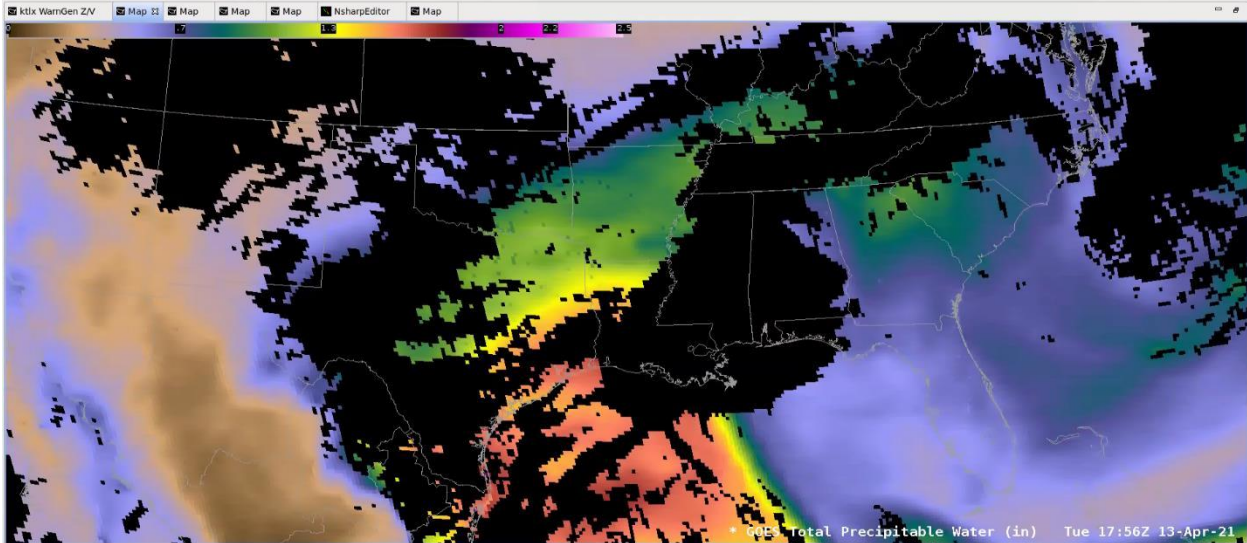 ktlx WarnGen Z/V Map Map Map Map NsharpEditor Map
0 .7 1.3 2 2.2 2.5
* GOES Total Precipitable Water (in) Tue 17:56Z 13-Apr-21